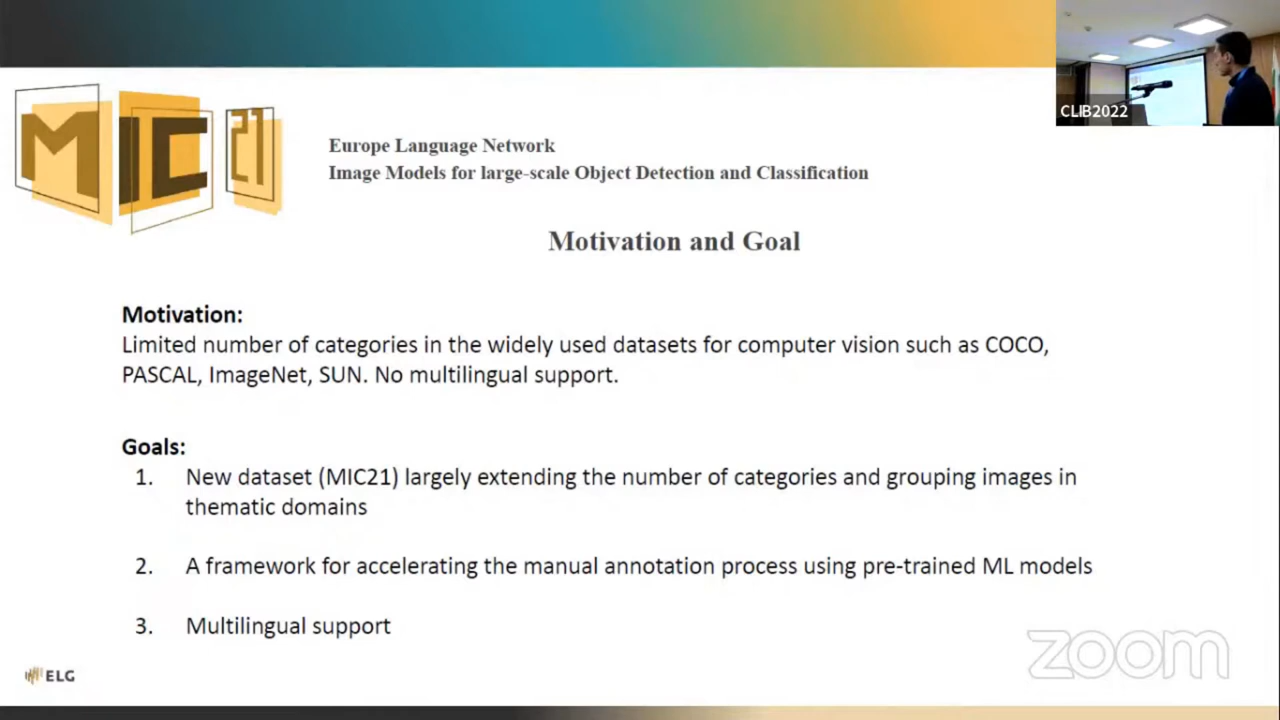 MIC21
CLIB2022
Europe Language Network
Image Models for large-scale Object Detection and Classification
Motivation and Goal
Motivation:
Limited number of categories in the widely used datasets for computer vision such as COCO,
PASCAL, ImageNet, SUN. No multilingual support.
Goals:
1. New dataset (MIC21) largely extending the number of categories and grouping images in
thematic domains
2. A framework for accelerating the manual annotation process using pre-trained ML models
3. Multilingual support
ELG
zoom